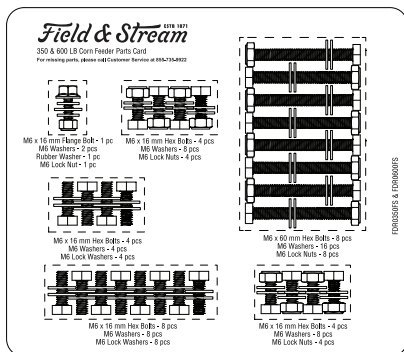 Field & Stream
ESTD 1871
350 & 600 LB Corn Feeder Parts Card
For missing parts, please call Customer Service at 855-735-8922
M6 x 16 mm Flange Bolt - 1 pc
M6 Washers - 2 pcs
Rubber Washer - 1 pc
M6 Lock Nut - 1 pc
M6 x 16 mm Hex Bolts - 4 pcs
M6 Washers - 8 pcs
M6 Lock Nuts - 4 pcs
M6 x 16 mm Hex Bolts - 4 pcs
M6 Washers - 4 pcs
M6 Lock Washers - 4 pcs
M6 x 60 mm Hex Bolts - 8 pcs
M6 Washers - 16 pcs
M6 Lock Nuts - 8 pcs
M6 x 16 mm Hex Bolts - 8 pcs
M6 Washers - 8 pcs
M6 Lock Washers - 8 pcs
M6 x 16 mm Hex Bolts - 4 pcs
M6 Washers - 8 pcs
M6 Lock Nuts - 4 pcs
FDR0350FS & FDR0600FS